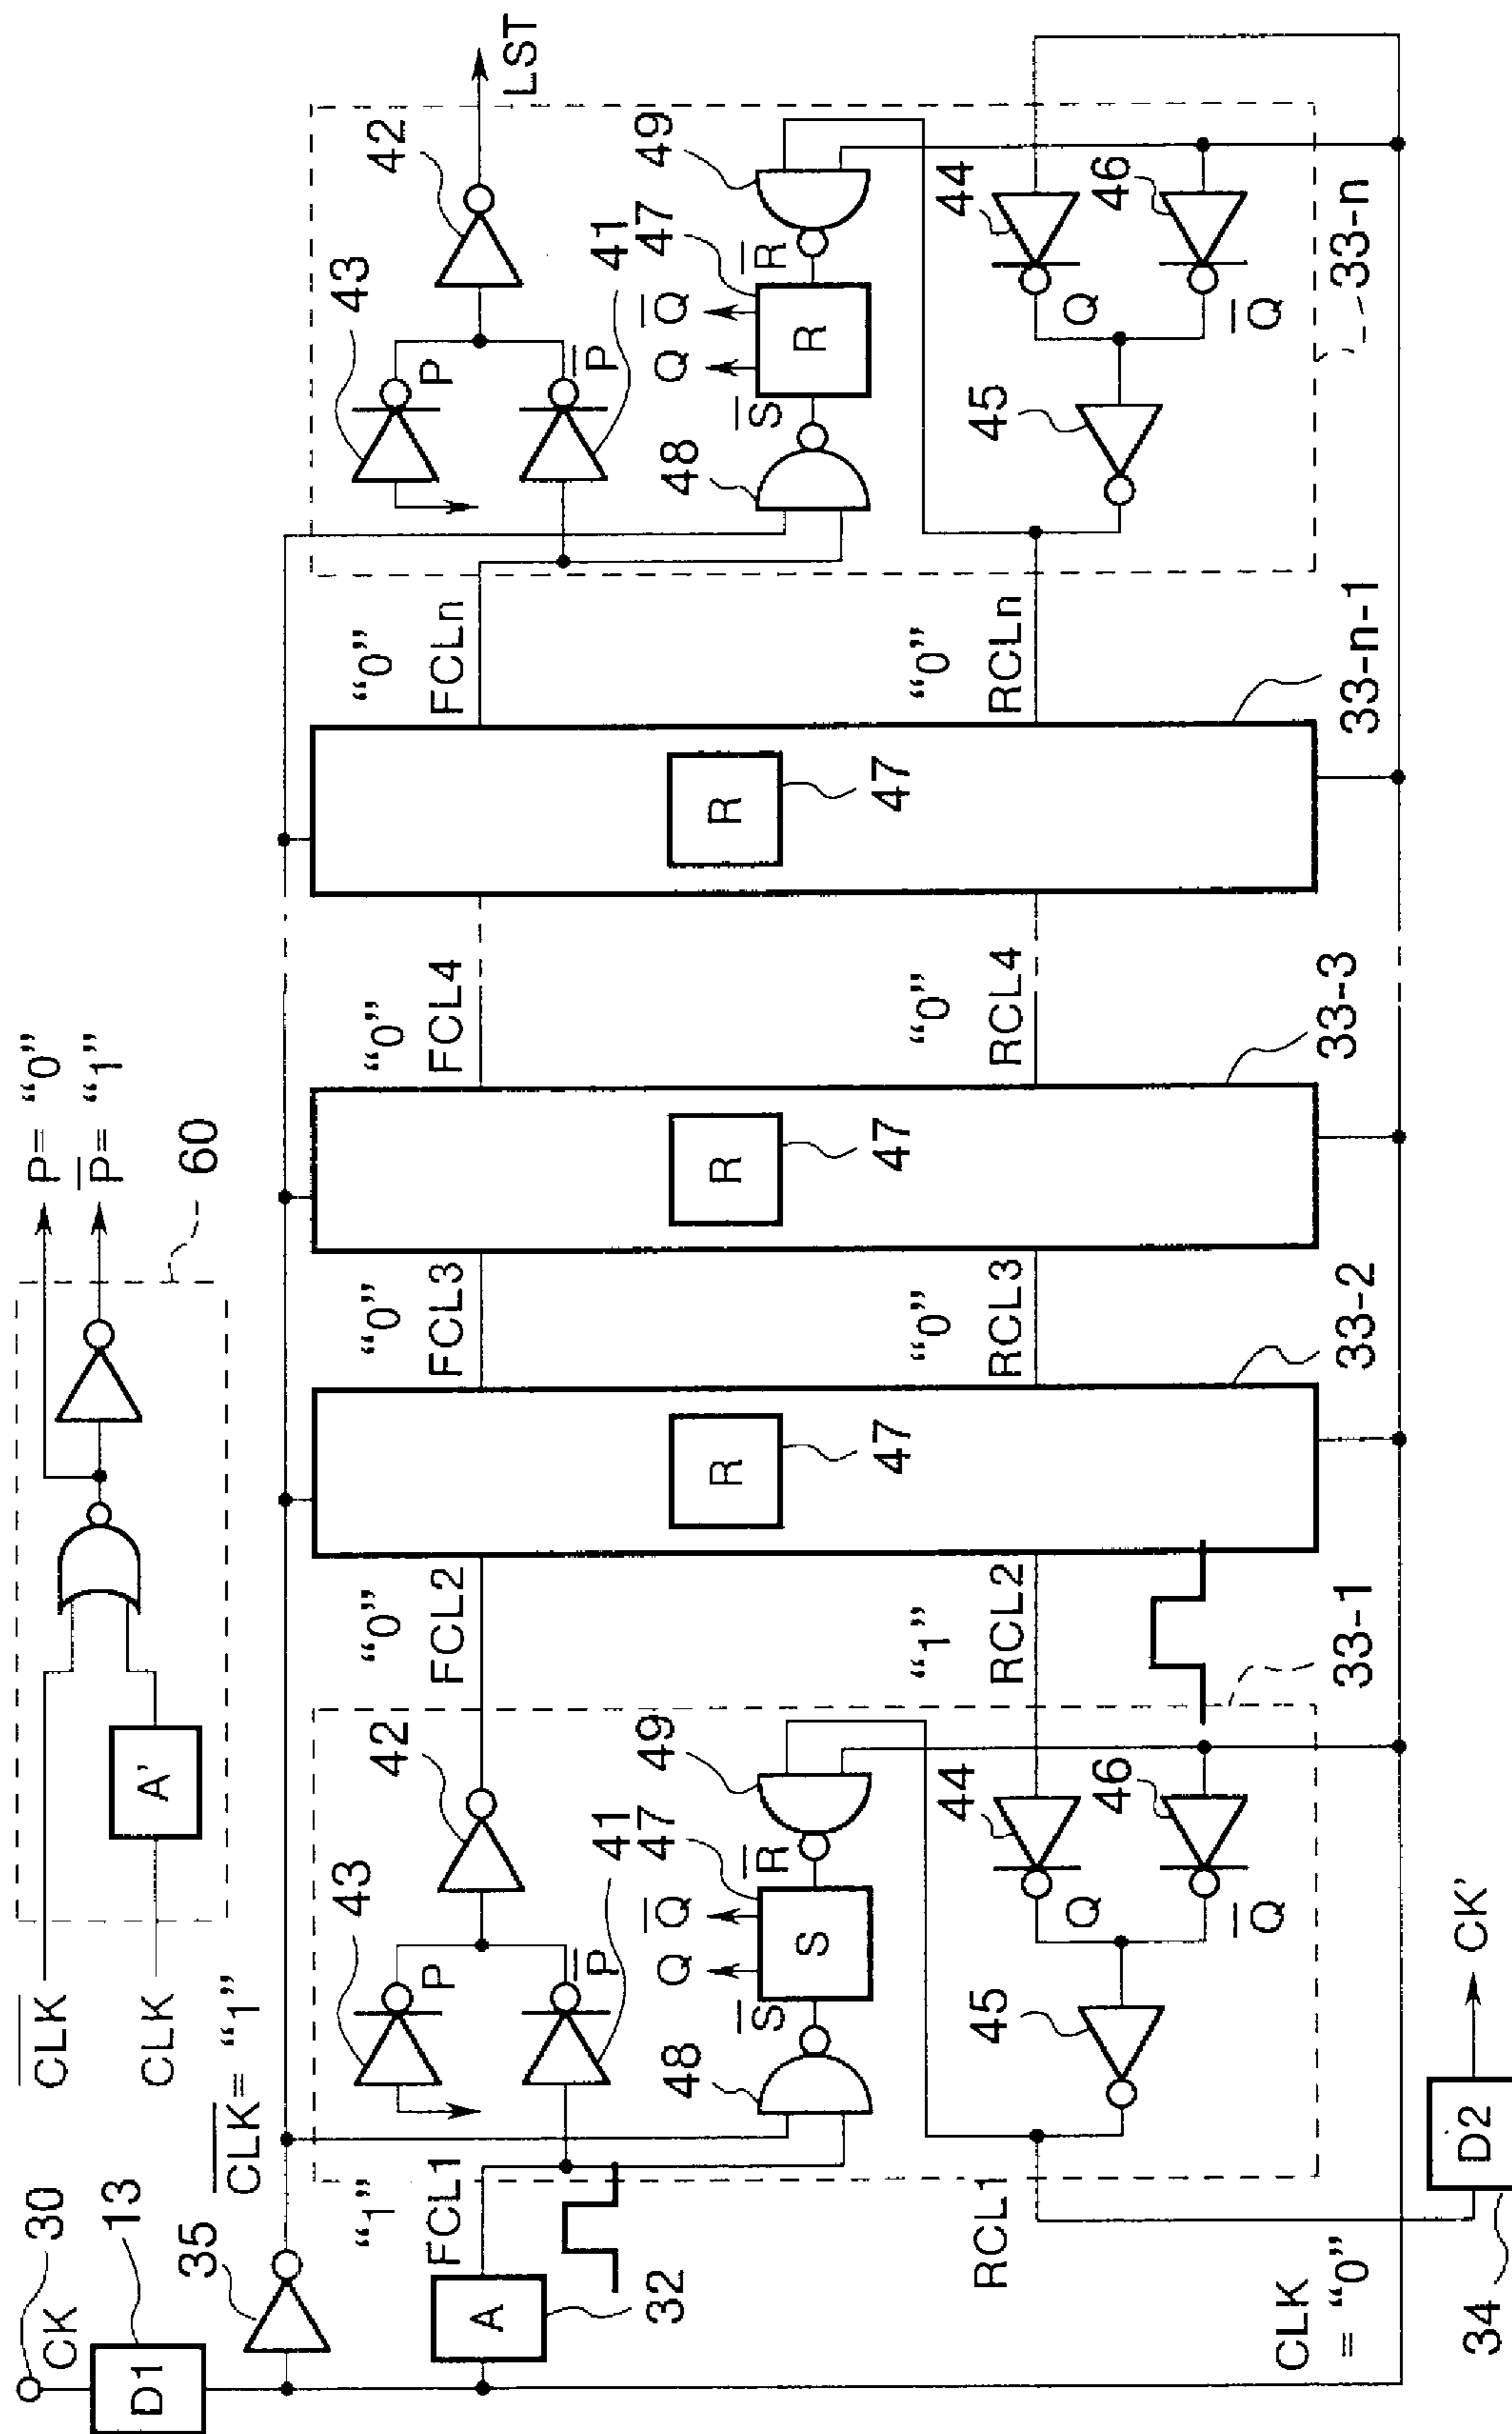 CK
30
D1
13
35
C̅L̅K̅= “1”
C̅L̅K̅
CLK
A'
60
P= “0”
P̅= “1”
A
32
“1”
FCL1
43
42
P
P̅
41
47
Q
Q̅
S̅
S
R̅
48
49
44
Q
46
Q̅
45
RCL1
CLK
= “0”
D2
34
CK'
33-1
“0”
FCL2
“1”
RCL2
R
47
33-2
“0”
FCL3
“0”
RCL3
R
47
33-3
“0”
FCL4
“0”
RCL4
R
47
33-n-1
“0”
FCLn
“0”
RCLn
43
42
LST
P
P̅
41
47
Q
Q̅
S̅
R
R̅
48
49
44
Q
46
Q̅
45
33-n